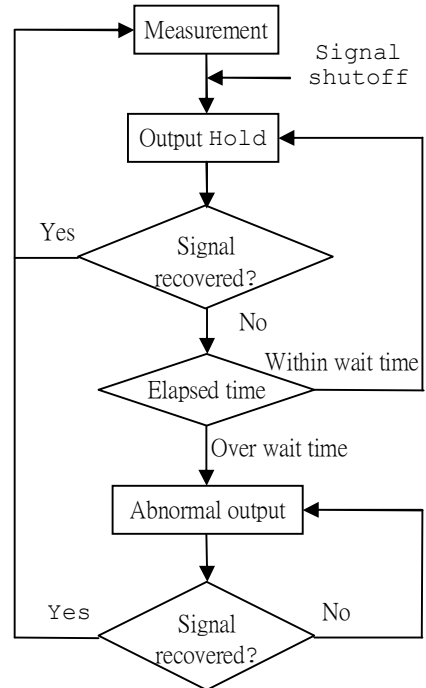 Measurement
Signal
shutoff
Output Hold
Yes
Signal
recovered?
No
Within wait time
Elapsed time
Over wait time
Abnormal output
Yes
No
Signal
recovered?